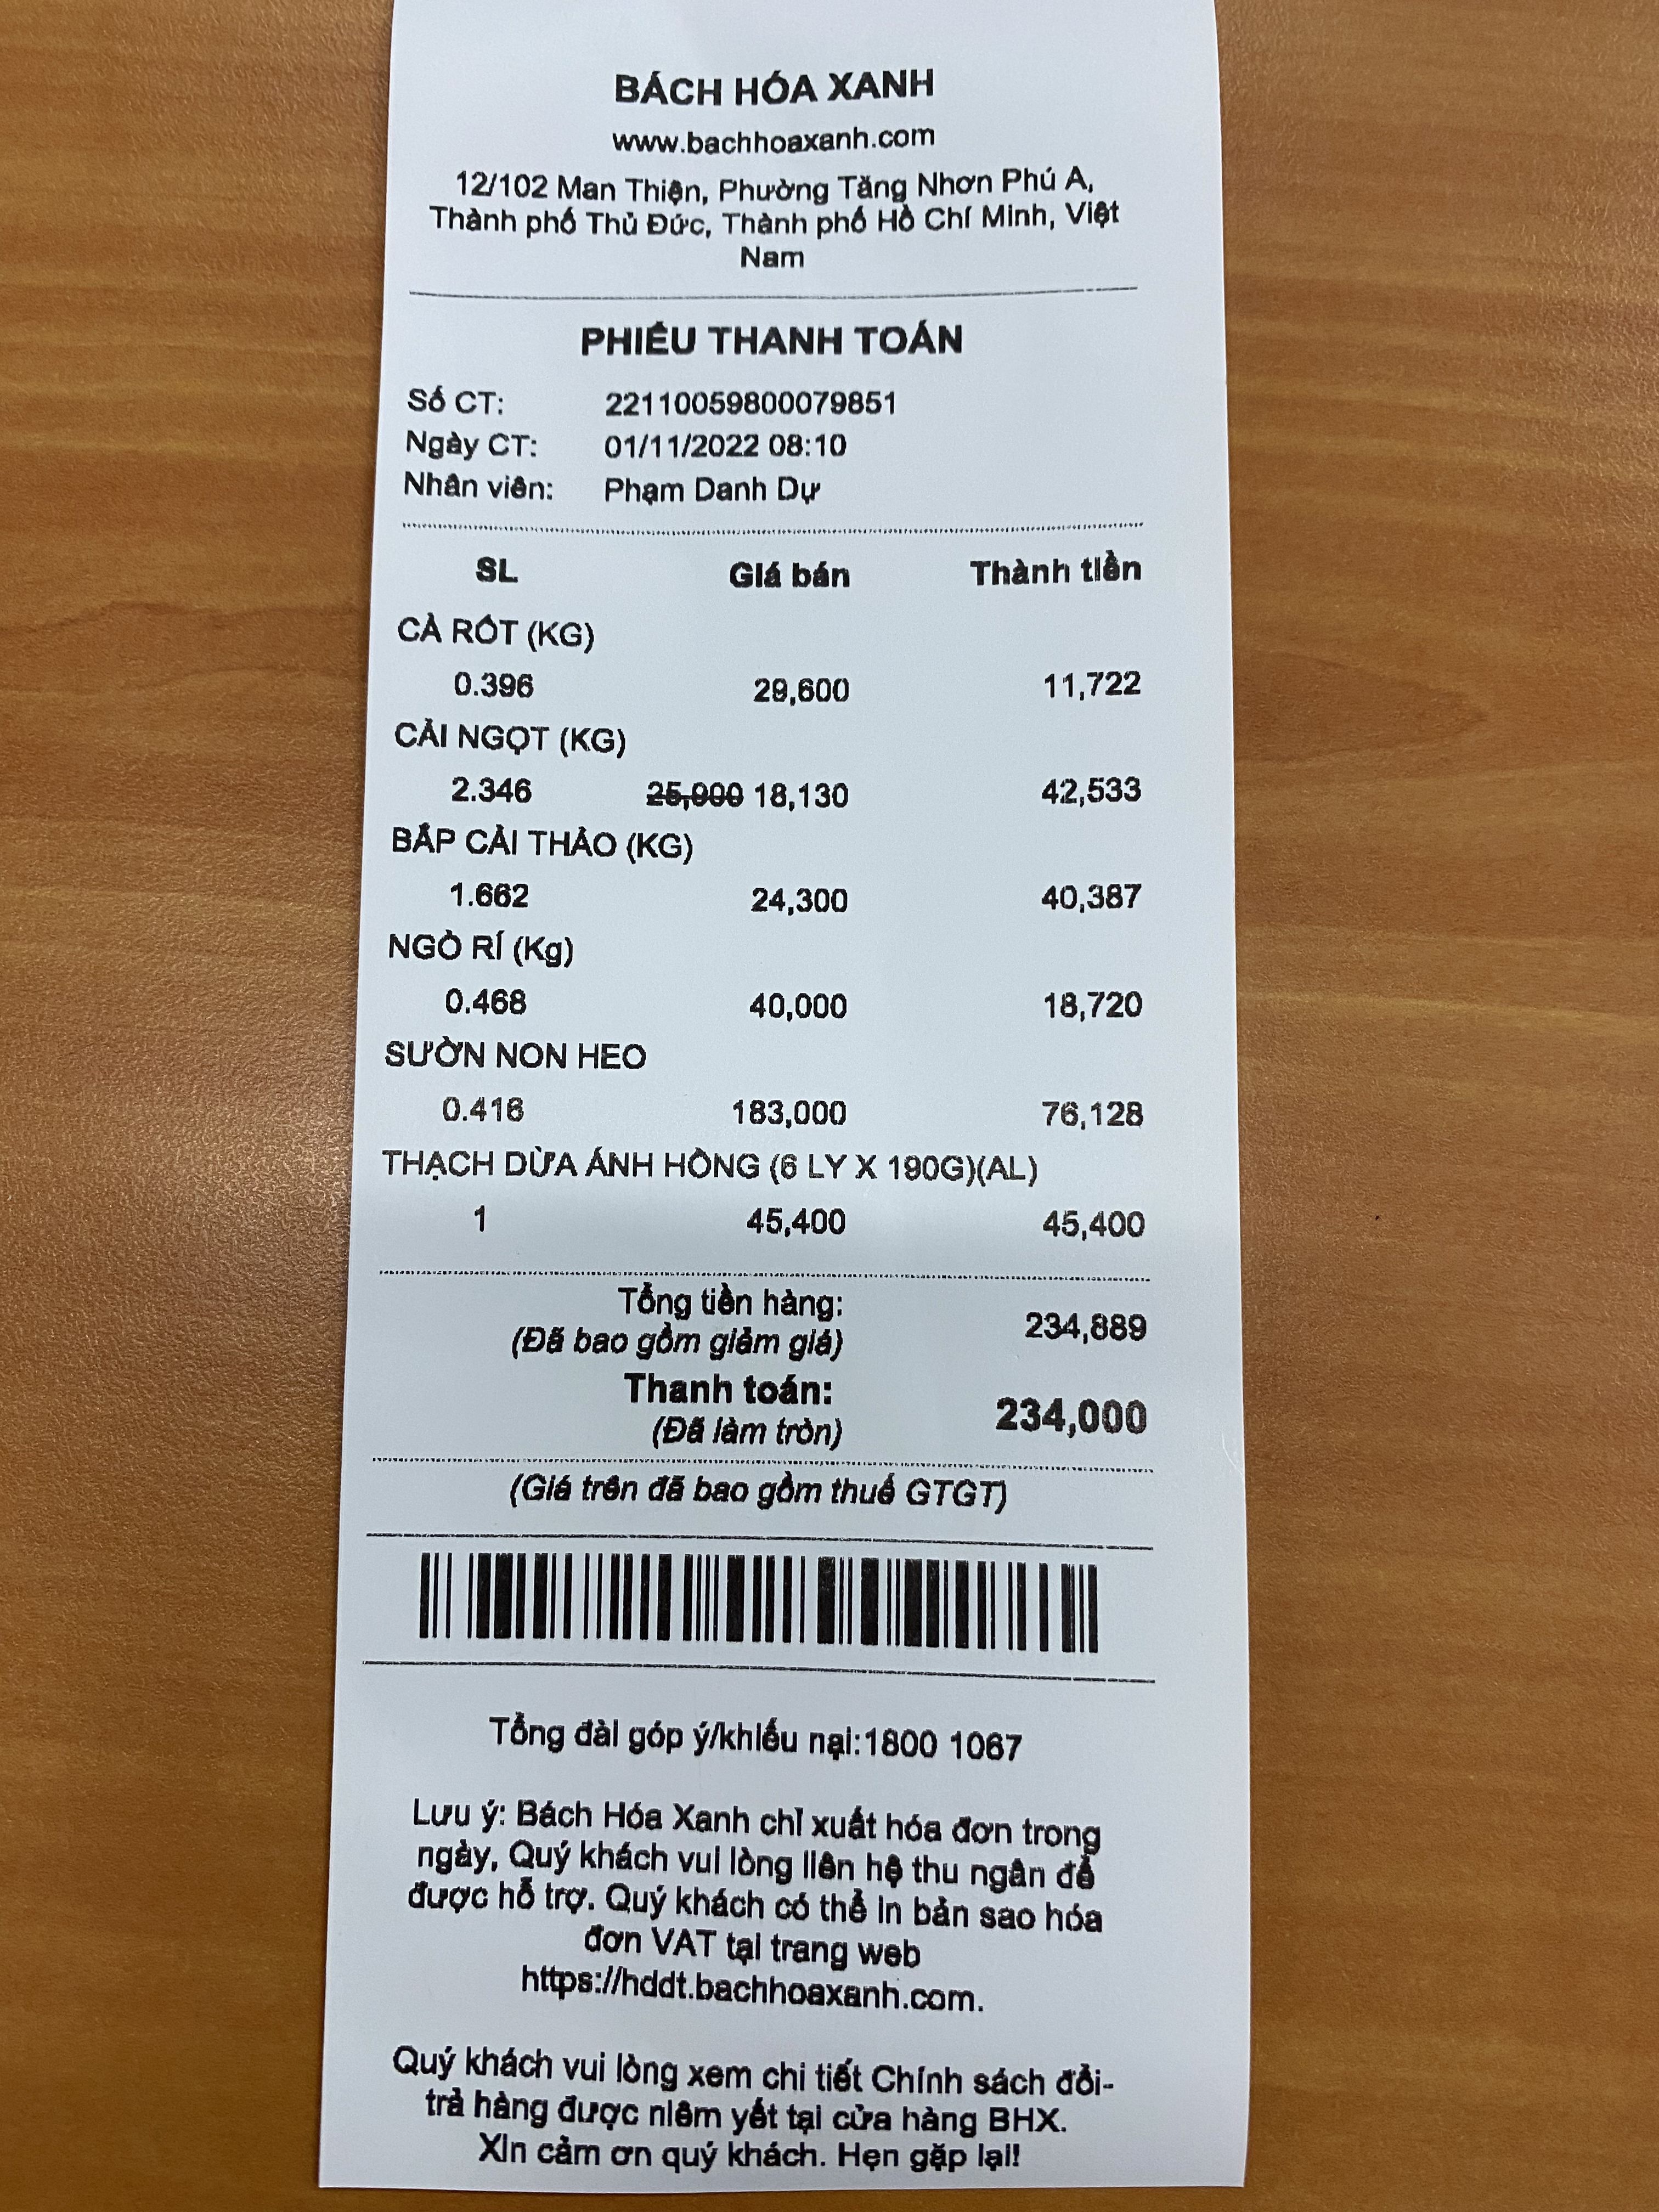 BÁCH HÓA XANH
www.bachhoaxanh.com
12/102 Man Thiện, Phường Tăng Nhơn Phú A,
Thành phố Thủ Đức, Thành phố Hồ Chí Minh, Việt
Nam
PHIẾU THANH TOÁN
Số CT: 22110059800079851
Ngày CT: 01/11/2022 08:10
Nhân viên: Phạm Danh Dự
SL Giá bán Thành tiền
CÀ RỐT (KG)
0.396 29,600 11,722
CẢI NGỌT (KG)
2.346 25,900 18,130 42,533
BẮP CẢI THẢO (KG)
1.662 24,300 40,387
NGÒ RÍ (Kg)
0.468 40,000 18,720
SƯỜN NON HEO
0.416 183,000 76,128
THẠCH DỪA ÁNH HỒNG (6 LY X 190G)(AL)
1 45,400 45,400
Tổng tiền hàng: 234,889
(Đã bao gồm giảm giá)
Thanh toán: 234,000
(Đã làm tròn)
(Giá trên đã bao gồm thuế GTGT)
Tổng đài góp ý/khiếu nại:1800 1067
Lưu ý: Bách Hóa Xanh chỉ xuất hóa đơn trong
ngày, Quý khách vui lòng liên hệ thu ngân để
được hỗ trợ. Quý khách có thể in bản sao hóa
đơn VAT tại trang web
https://hddt.bachhoaxanh.com.
Quý khách vui lòng xem chi tiết Chính sách đổi-
trả hàng được niêm yết tại cửa hàng BHX.
Xin cảm ơn quý khách. Hẹn gặp lại!